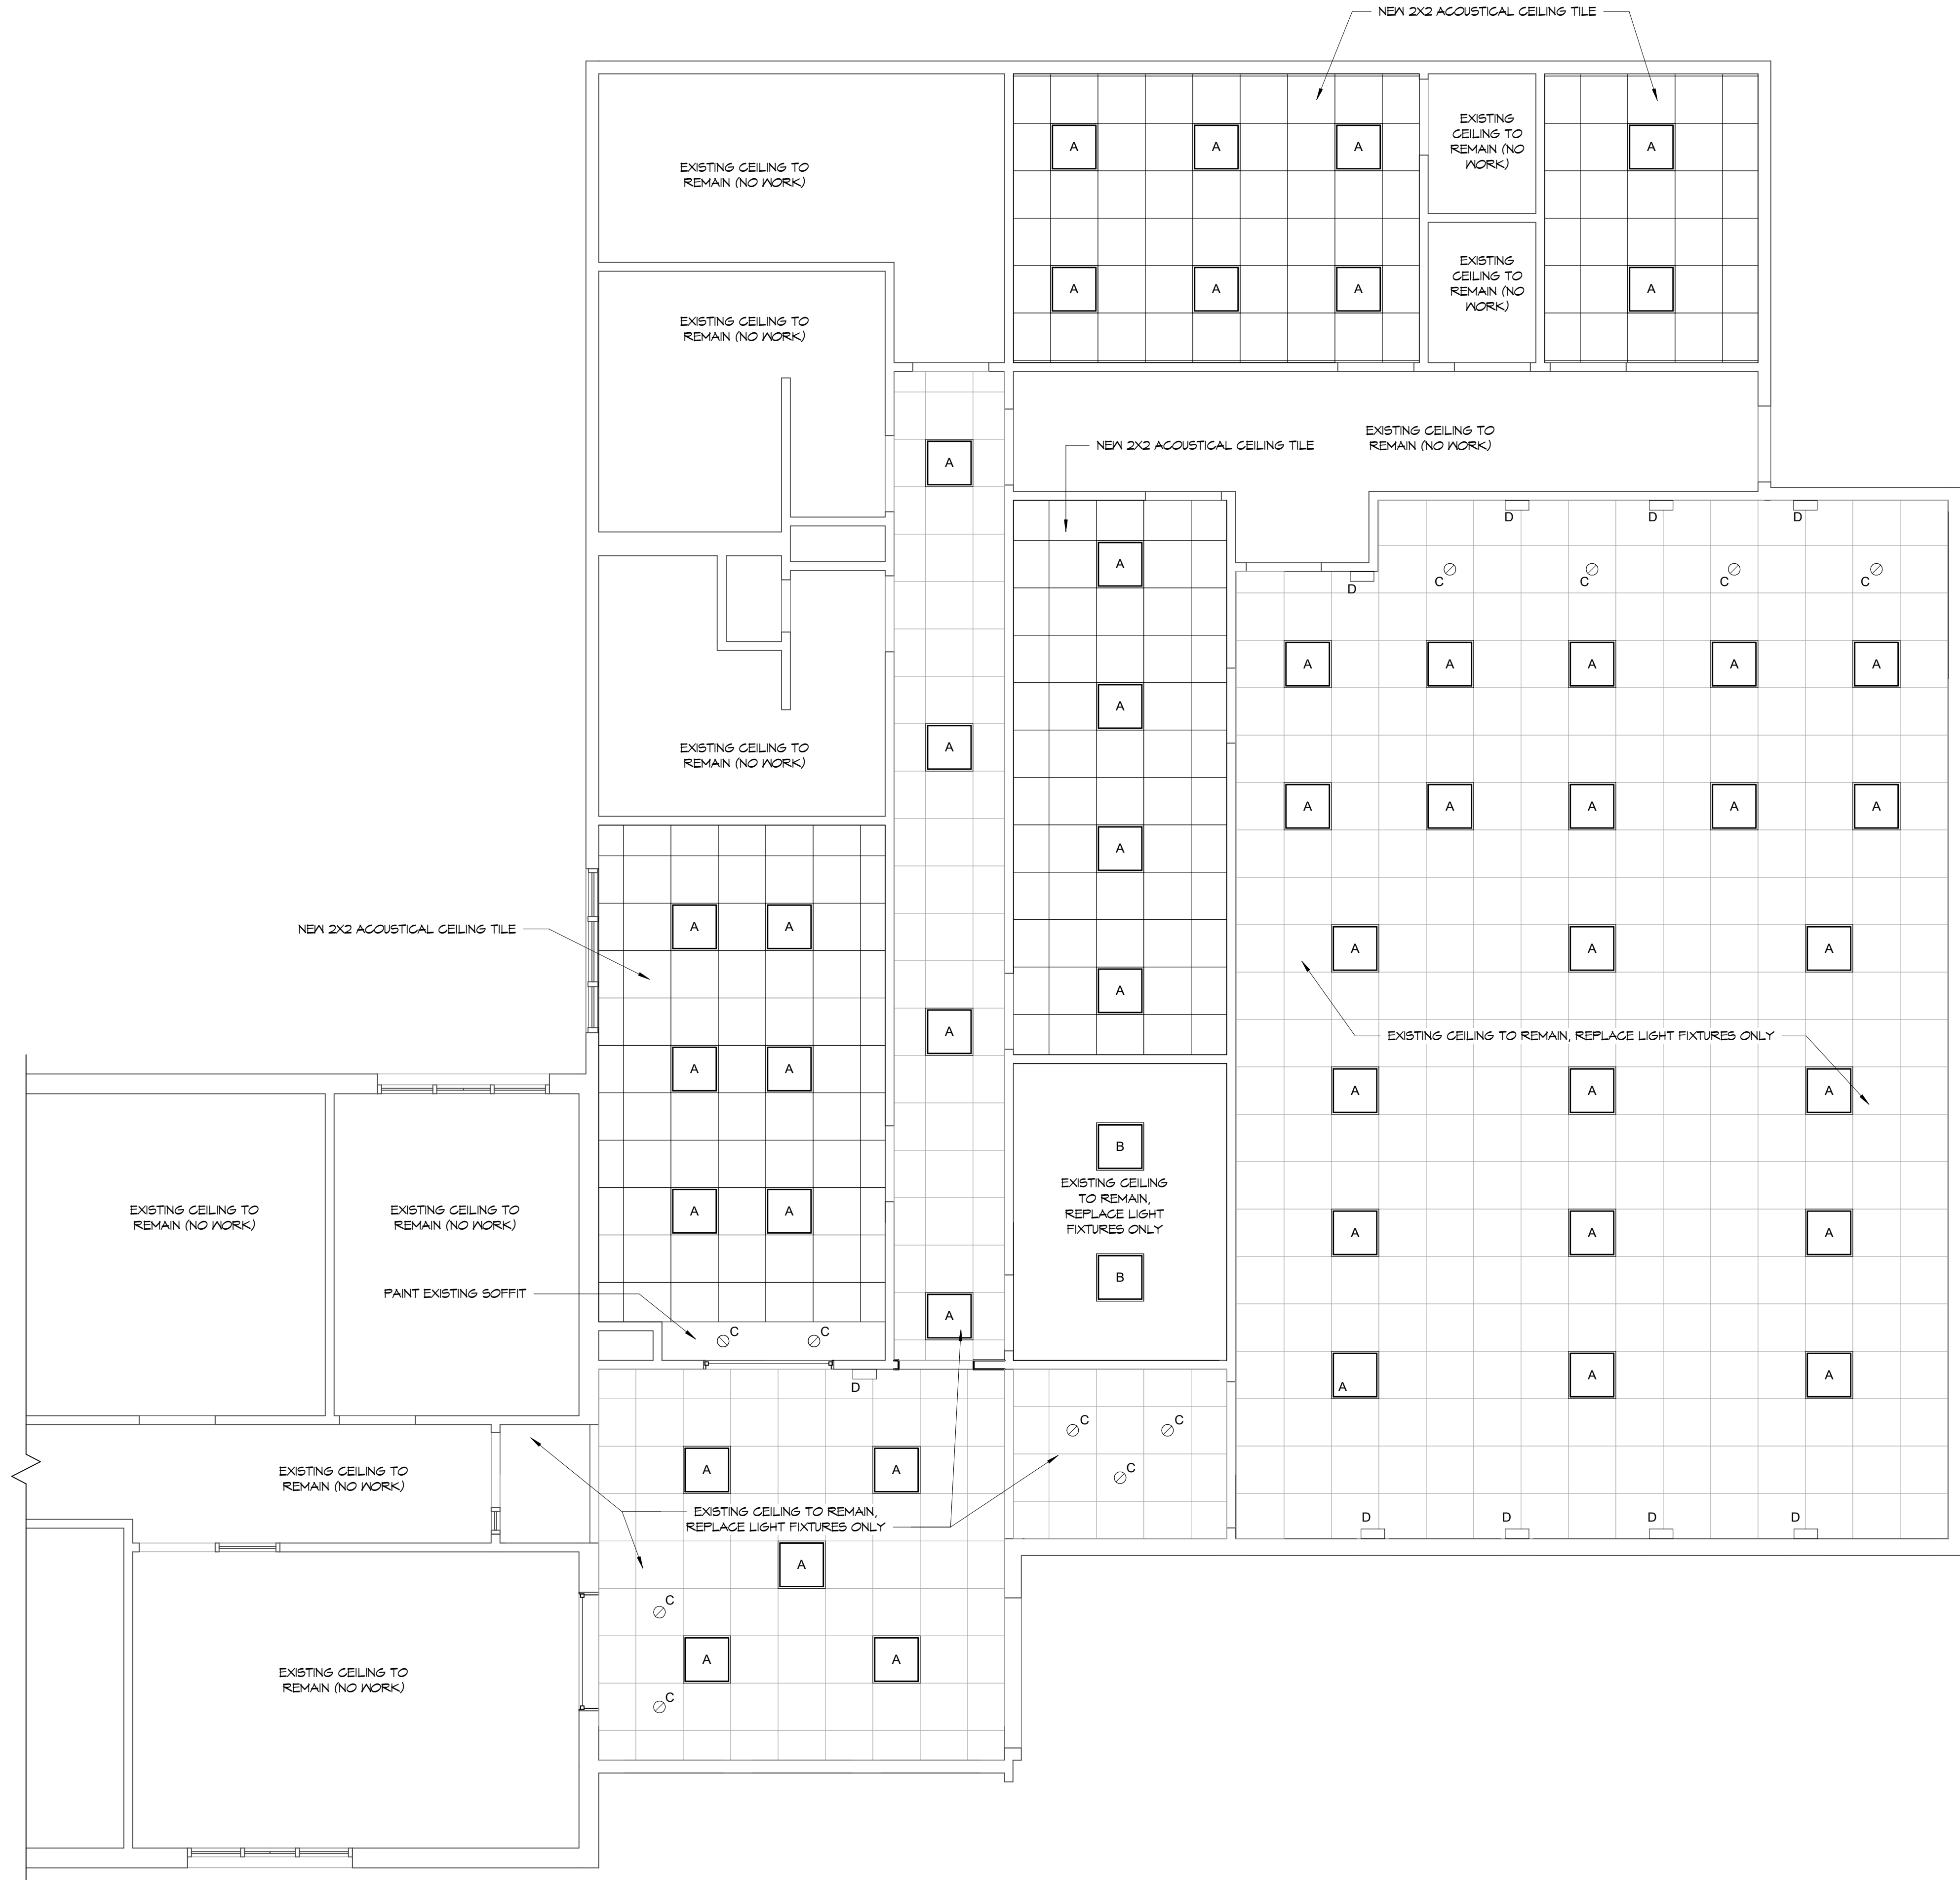 NEW 2X2 ACOUSTICAL CEILING TILE
EXISTING
CEILING TO
REMAIN (NO
WORK)
A A A A
EXISTING CEILING TO
REMAIN (NO WORK)
EXISTING
CEILING TO
REMAIN (NO
WORK)
A A A A
EXISTING CEILING TO
REMAIN (NO WORK)
EXISTING CEILING TO
REMAIN (NO WORK)
NEW 2X2 ACOUSTICAL CEILING TILE
A
D D D
A
C C C C
D
A A A A A
A
A
EXISTING CEILING TO
REMAIN (NO WORK)
A A A A A
A
NEW 2X2 ACOUSTICAL CEILING TILE
A A
A A A
A
A
EXISTING CEILING TO REMAIN, REPLACE LIGHT FIXTURES ONLY
A A
A A A
B
EXISTING CEILING
TO REMAIN,
REPLACE LIGHT
FIXTURES ONLY
B
EXISTING CEILING TO
REMAIN (NO WORK)
EXISTING CEILING TO
REMAIN (NO WORK)
A A
A A A
PAINT EXISTING SOFFIT
A
C C
D
A A A
C C
C
EXISTING CEILING TO
REMAIN (NO WORK)
A A
EXISTING CEILING TO REMAIN,
REPLACE LIGHT FIXTURES ONLY
D D D D
A
C
A A
EXISTING CEILING TO
REMAIN (NO WORK)
C